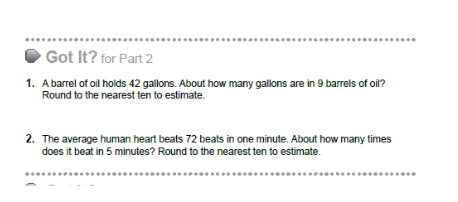 Got It? for Part 2
1. A barrel of oil holds 42 gallons. About how many gallons are in 9 barrels of oil?
Round to the nearest ten to estimate.
2. The average human heart beats 72 beats in one minute. About how many times
does it beat in 5 minutes? Round to the nearest ten to estimate.